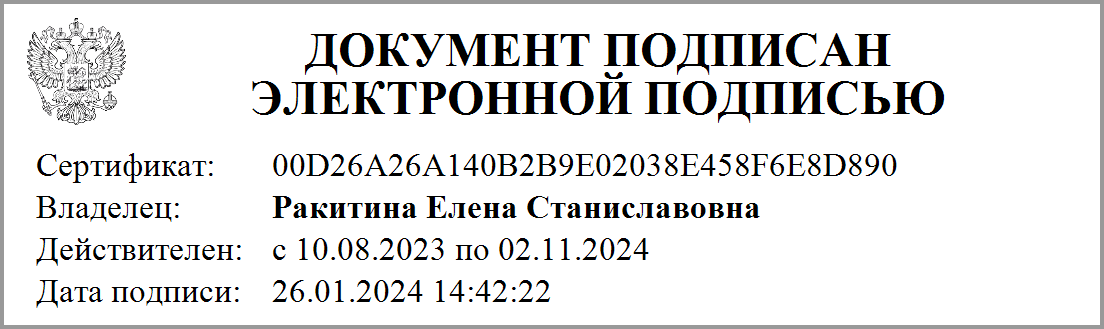 ДОКУМЕНТ ПОДПИСАН
ЭЛЕКТРОННОЙ ПОДПИСЬЮ
Сертификат: 00D26A26A140B2B9E02038E458F6E8D890
Владелец: Ракитина Елена Станиславовна
Действителен: с 10.08.2023 по 02.11.2024
Дата подписи: 26.01.2024 14:42:22